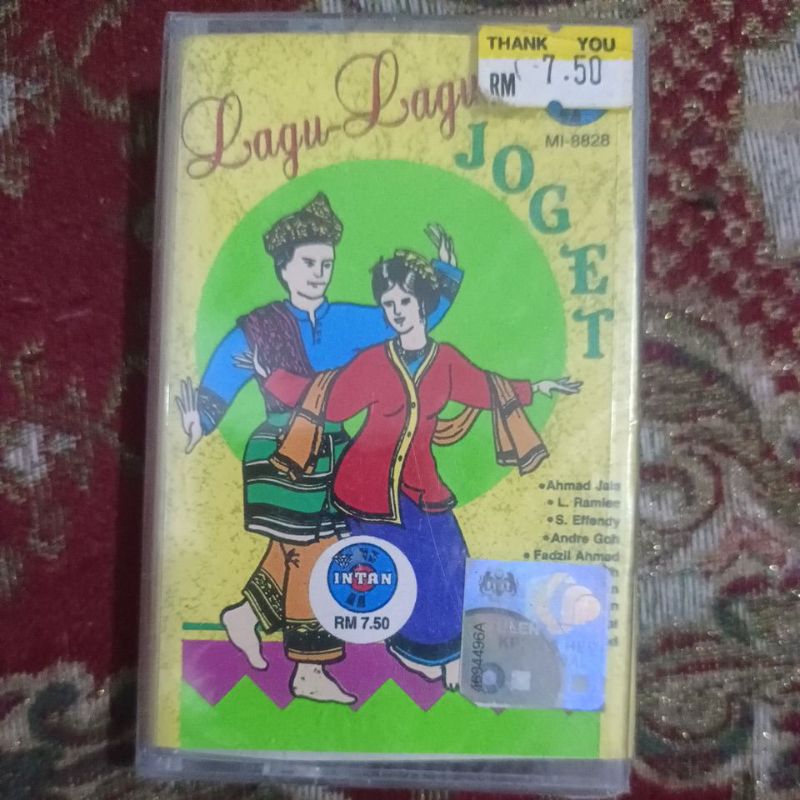 THANK YOU
RM 7.50
Lagu-Lagu
MI-8828
JOGET
•Ahmad Jais
• L. Ramlee
•S. Effendy
•Andre Goh
• Fadzil Ahmad
INTAN
RM 7.50
4694496A